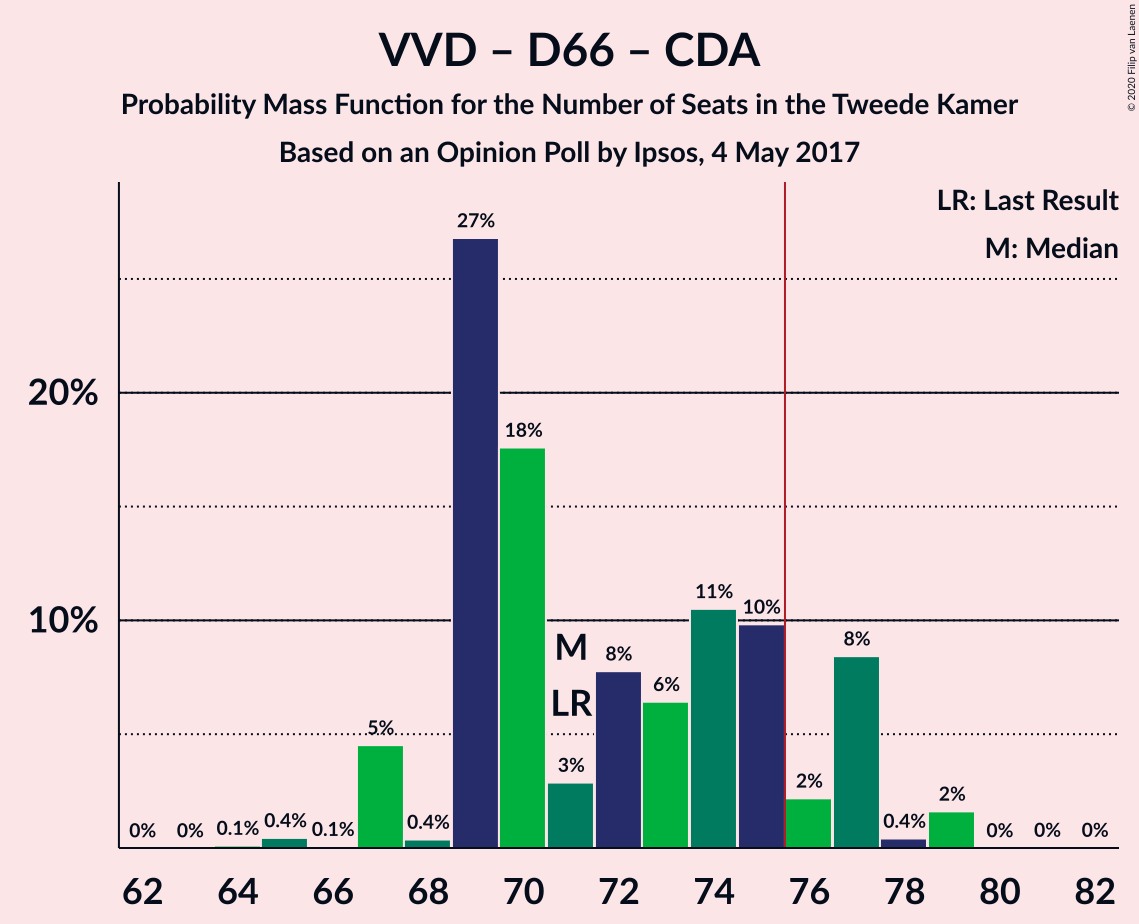 VVD – D66 – CDA
Probability Mass Function for the Number of Seats in the Tweede Kamer
Based on an Opinion Poll by Ipsos, 4 May 2017
© 2020 Filip van Laenen
LR: Last Result
M: Median
20%
10%
0%
0%
0.1%
0.4%
0.1%
5%
0.4%
27%
18%
M
LR
3%
8%
6%
11%
10%
2%
8%
0.4%
2%
0%
0%
0%
62 64 66 68 70 72 74 76 78 80 82